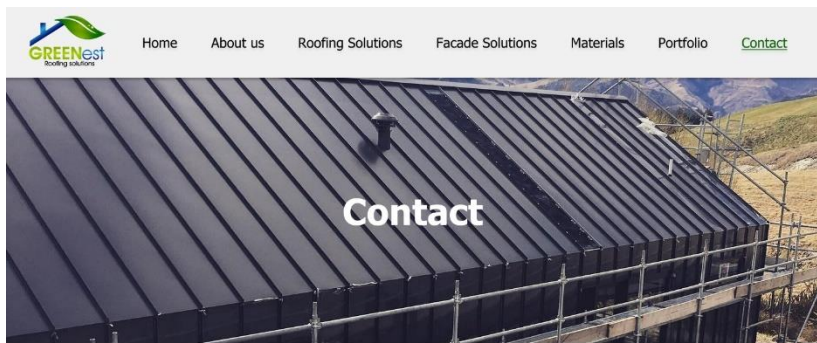 GREENest
Roofing solutions
Home About us Roofing Solutions Facade Solutions Materials Portfolio Contact
Contact